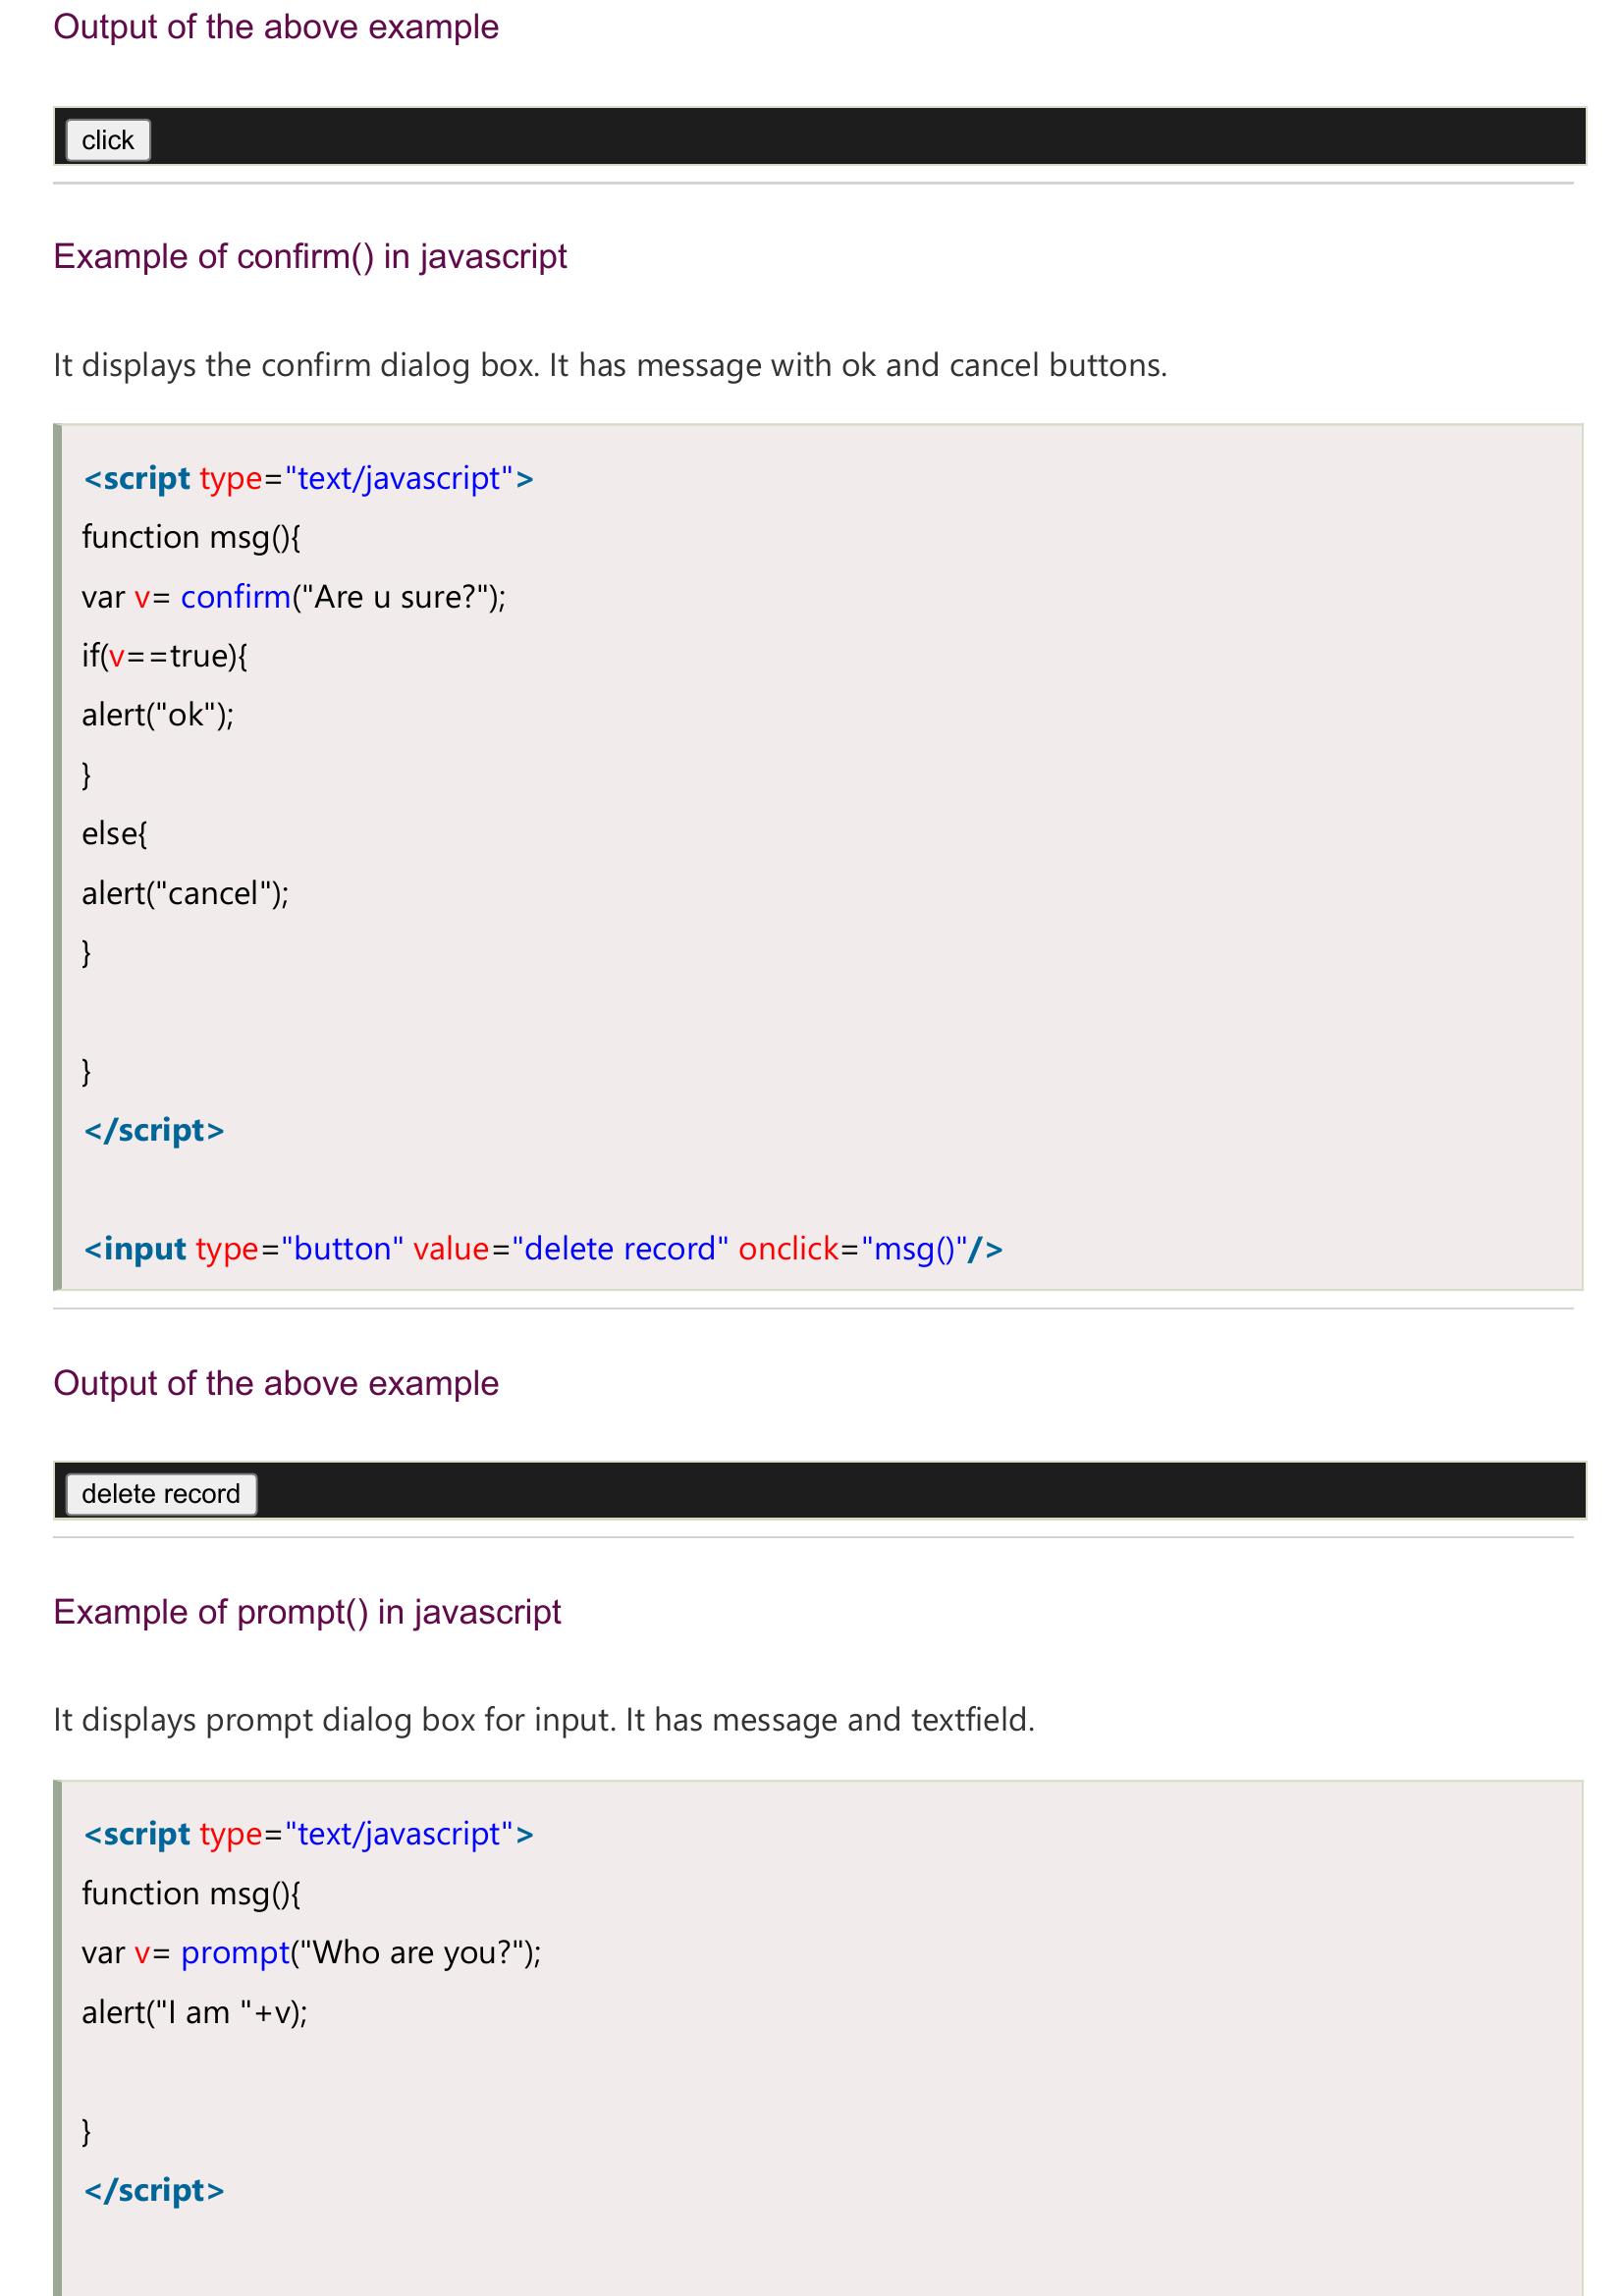 Output of the above example
click
Example of confirm() in javascript
It displays the confirm dialog box. It has message with ok and cancel buttons.
<script type="text/javascript">
function msg(){
var v= confirm("Are u sure?");
if(v==true){
alert("ok");
}
else{
alert("cancel");
}
}
</script>
<input type="button" value="delete record" onclick="msg()"/>
Output of the above example
delete record
Example of prompt() in javascript
It displays prompt dialog box for input. It has message and textfield.
<script type="text/javascript">
function msg(){
var v= prompt("Who are you?");
alert("I am "+v);
}
</script>